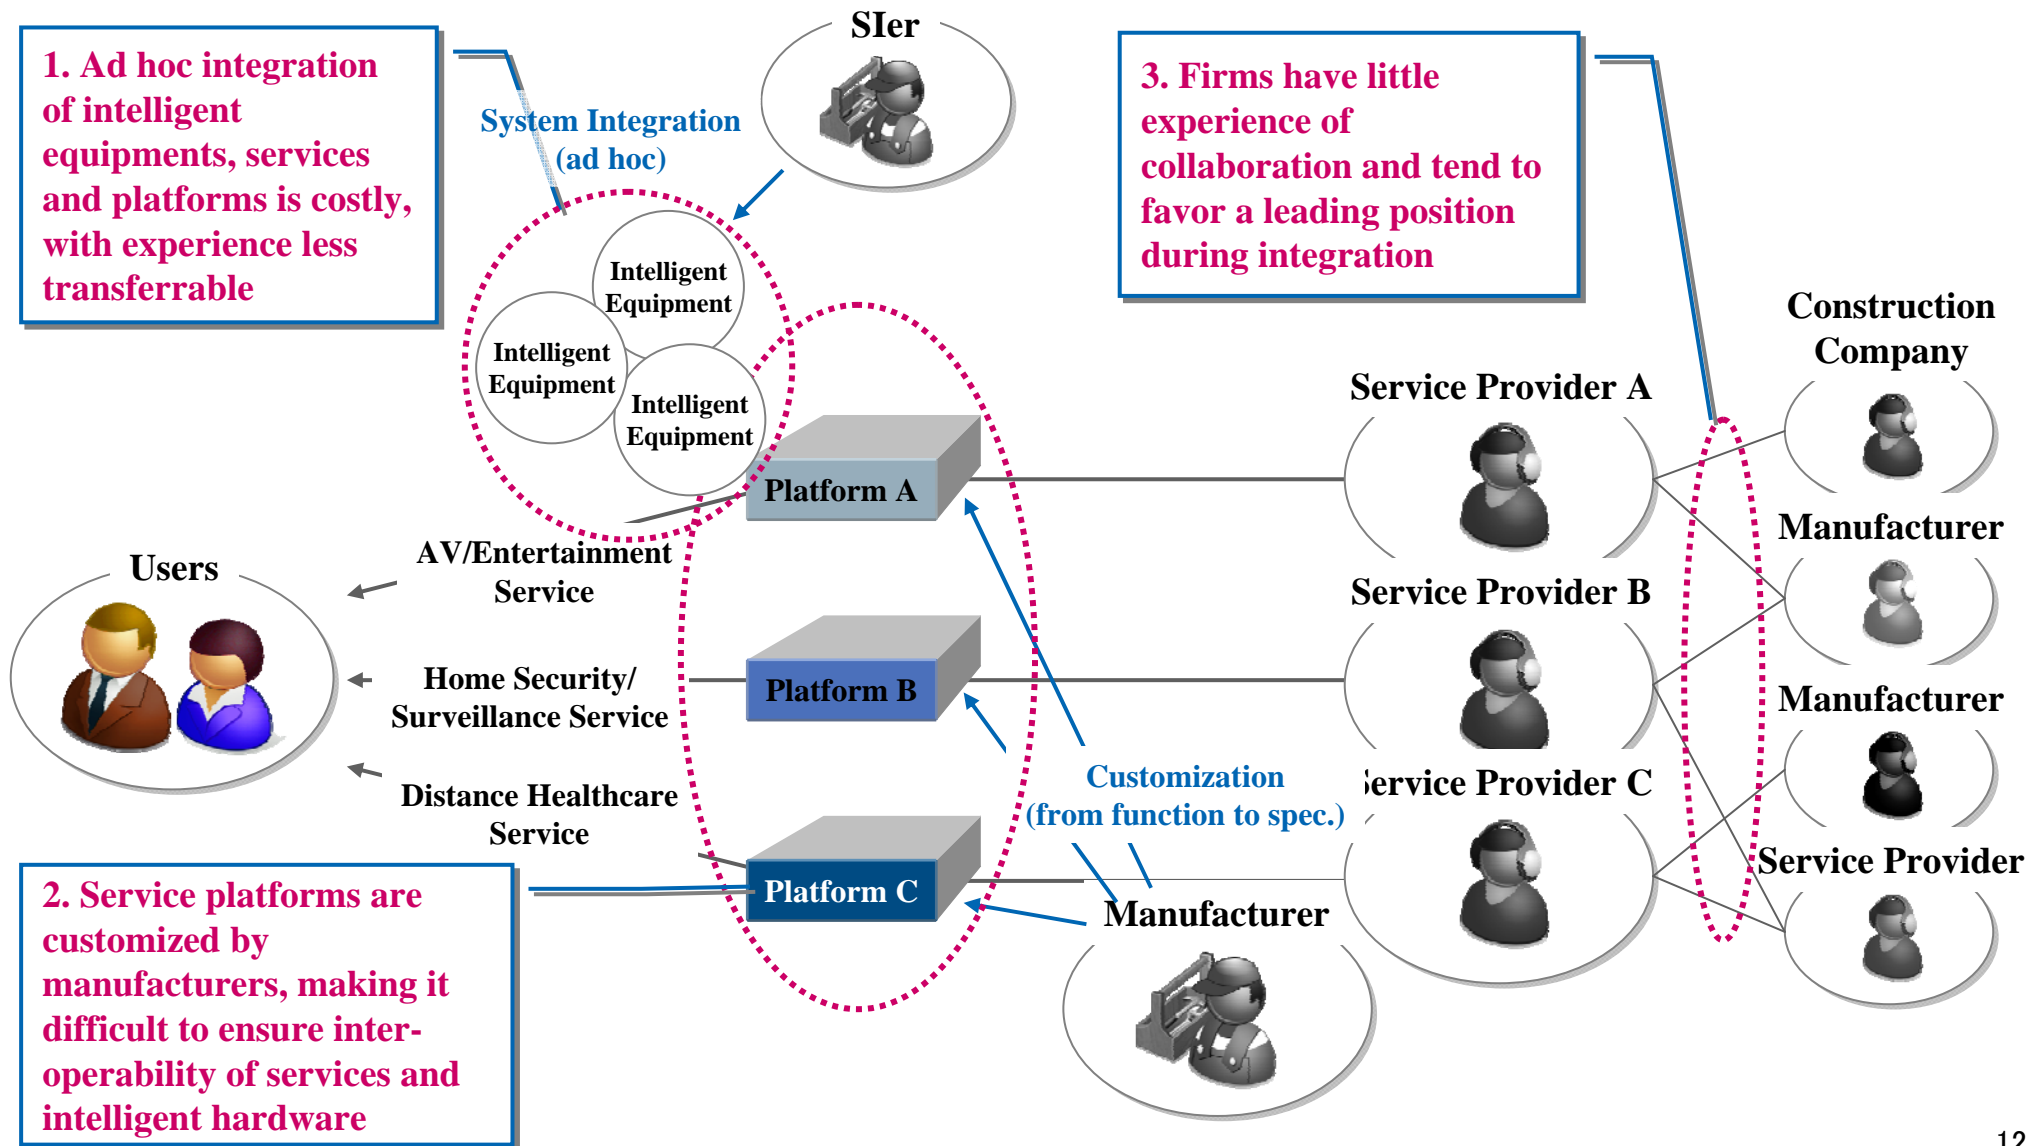 SIer
1. Ad hoc integration
of intelligent
equipments, services
and platforms is costly,
with experience less
transferrable
System Integration
(ad hoc)
3. Firms have little
experience of
collaboration and tend to
favor a leading position
during integration
Intelligent
Equipment
Intelligent
Equipment
Intelligent
Equipment
Construction
Company
Service Provider A
Platform A
Manufacturer
AV/Entertainment
Service
Users
Service Provider B
Home Security/
Surveillance Service
Platform B
Manufacturer
Customization
(from function to spec.)
Service Provider C
Distance Healthcare
Service
Platform C
Service Provider
Manufacturer
2. Service platforms are
customized by
manufacturers, making it
difficult to ensure inter-
operability of services and
intelligent hardware
12